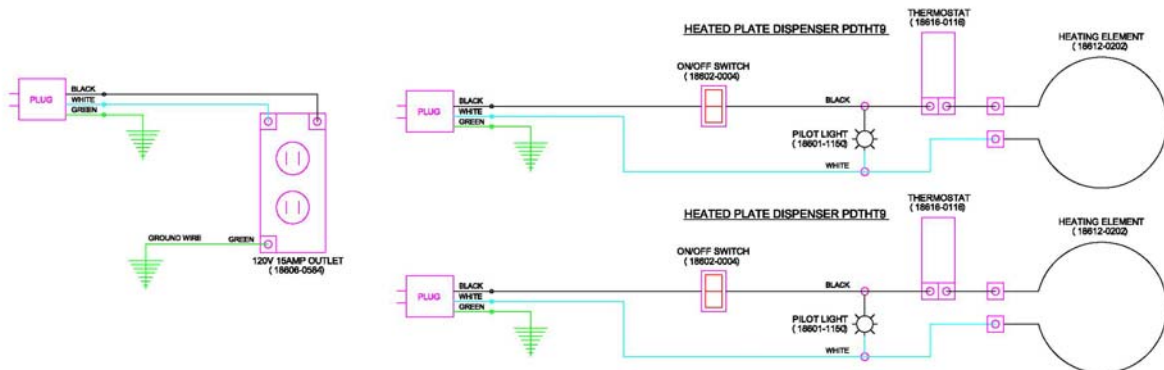 PLUG
BLACK
WHITE
GREEN
GROUND WIRE
GREEN
120V 15AMP OUTLET
( 18606-0584)
HEATED PLATE DISPENSER PDTHT9
THERMOSTAT
( 18616-0116)
HEATING ELEMENT
( 18612-0202)
ON/OFF SWITCH
( 18602-0004)
PLUG
BLACK
WHITE
GREEN
BLACK
PILOT LIGHT
(18601-1150)
WHITE
HEATED PLATE DISPENSER PDTHT9
THERMOSTAT
( 18616-0116)
HEATING ELEMENT
( 18612-0202)
ON/OFF SWITCH
( 18602-0004)
PLUG
BLACK
WHITE
GREEN
BLACK
PILOT LIGHT
(18601-1150)
WHITE